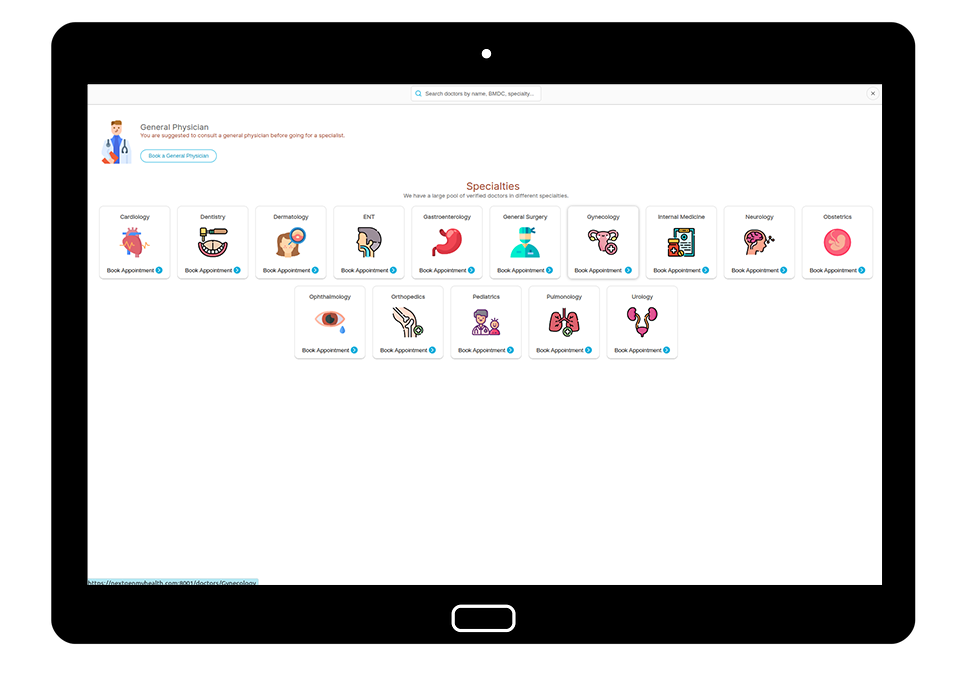 Search doctors by name, BMDC, specialty...
General Physician
You are suggested to consult a general physician before going for a specialist.
Book a General Physician
Specialties
We have a large pool of verified doctors in different specialties.
Cardiology
Dentistry
Dermatology
ENT
Gastroenterology
General Surgery
Gynecology
Internal Medicine
Neurology
Obstetrics
Book Appointment
Book Appointment
Book Appointment
Book Appointment
Book Appointment
Book Appointment
Book Appointment
Book Appointment
Book Appointment
Book Appointment
Ophthalmology
Orthopedics
Pediatrics
Pulmonology
Urology
Book Appointment
Book Appointment
Book Appointment
Book Appointment
Book Appointment
https://nextgenmyhealth.com:8001/doctors/Gynecology